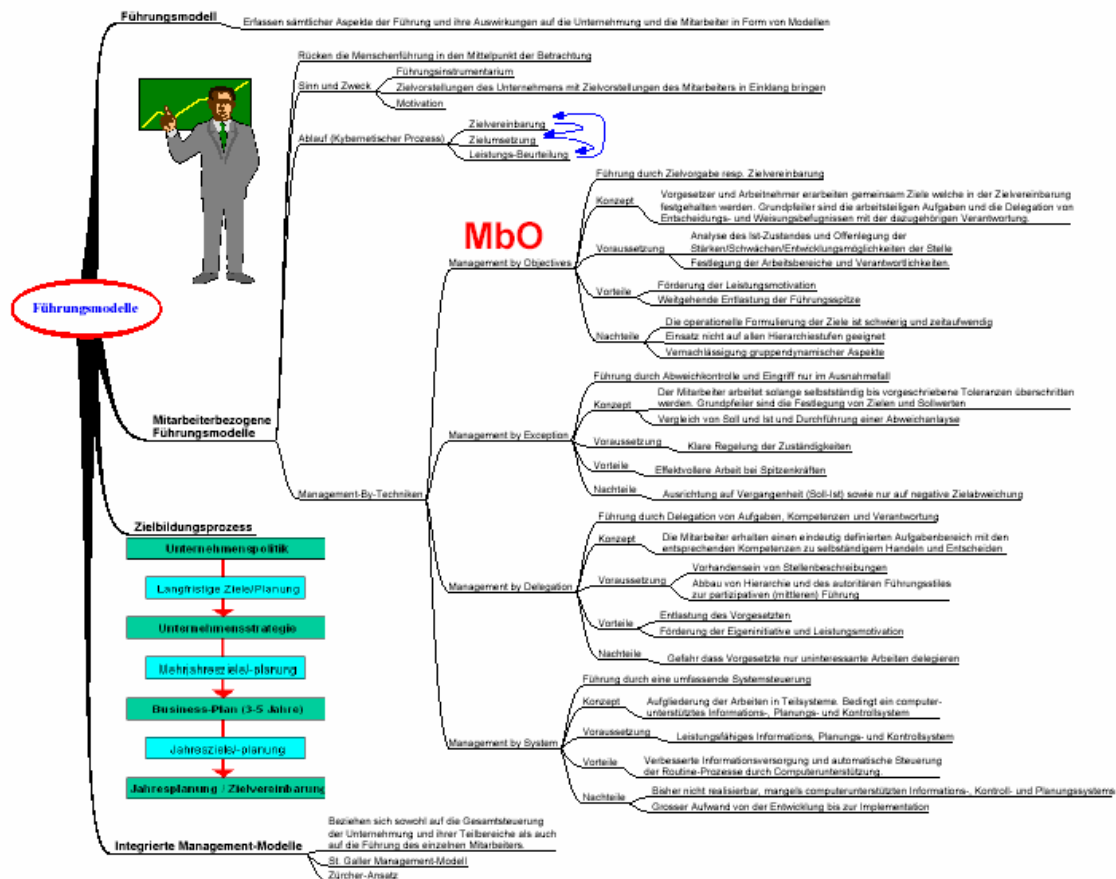 Führungsmodelle
Führungsmodell
Erfassen sämtlicher Aspekte der Führung und ihre Auswirkungen auf die Unternehmung und die Mitarbeiter in Form von Modellen
Mitarbeiterbezogene
Führungsmodelle
Rücken die Menschenführung in den Mittelpunkt der Betrachtung
Sinn und Zweck
Führungsinstrumentarium
Zielvorstellungen des Unternehmens mit Zielvorstellungen des Mitarbeiters in Einklang bringen
Motivation
Ablauf (Kybernetischer Prozess)
Zielvereinbarung
Zielumsetzung
Leistungs-Beurteilung
Management-By-Techniken
MbO
Management by Objectives
Führung durch Zielvorgabe resp. Zielvereinbarung
Konzept
Vorgesetzer und Arbeitnehmer erarbeiten gemeinsam Ziele welche in der Zielvereinbarung
festgehalten werden. Grundpfeiler sind die arbeitsteiligen Aufgaben und die Delegation von
Entscheidungs- und Weisungsbefugnissen mit der dazugehörigen Verantwortung.
Voraussetzung
Analyse des Ist-Zustandes und Offenlegung der
Stärken/Schwächen/Entwicklungsmöglichkeiten der Stelle
Festlegung der Arbeitsbereiche und Verantwortlichkeiten.
Vorteile
Förderung der Leistungsmotivation
Weitgehende Entlastung der Führungsspitze
Nachteile
Die operationelle Formulierung der Ziele ist schwierig und zeitaufwendig
Einsatz nicht auf allen Hierarchiestufen geeignet
Vernachlässigung gruppendynamischer Aspekte
Management by Exception
Führung durch Abweichkontrolle und Eingriff nur im Ausnahmefall
Konzept
Der Mitarbeiter arbeitet solange selbstständig bis vorgeschriebene Toleranzen überschritten
werden. Grundpfeiler sind die Festlegung von Zielen und Sollwerten
Vergleich von Soll und Ist und Durchführung einer Abweichanlayse
Voraussetzung
Klare Regelung der Zuständigkeiten
Vorteile
Effektvollere Arbeit bei Spitzenkräften
Nachteile
Ausrichtung auf Vergangenheit (Soll-Ist) sowie nur auf negative Zielabweichung
Management by Delegation
Führung durch Delegation von Aufgaben, Kompetenzen und Verantwortung
Konzept
Die Mitarbeiter erhalten einen eindeutig definierten Aufgabenbereich mit den
entsprechenden Kompetenzen zu selbständigem Handeln und Entscheiden
Voraussetzung
Vorhandensein von Stellenbeschreibungen
Abbau von Hierarchie und des autoritären Führungsstiles
zur partizipativen (mittleren) Führung
Vorteile
Entlastung des Vorgesetzten
Förderung der Eigeninitiative und Leistungsmotivation
Nachteile
Gefahr dass Vorgesetzte nur uninteressante Arbeiten delegieren
Management by System
Führung durch eine umfassende Systemsteuerung
Konzept
Aufgliederung der Arbeiten in Teilsysteme. Bedingt ein computer-
unterstütztes Informations-, Planungs- und Kontrollsystem
Voraussetzung
Leistungsfähiges Informations, Planungs- und Kontrollsystem
Vorteile
Verbesserte Informationsversorgung und automatische Steuerung
der Routine-Prozesse durch Computerunterstützung.
Nachteile
Bisher nicht realisierbar, mangels computerunterstützten Informations-, Kontroll- und Planungssystems
Grosser Aufwand von der Entwicklung bis zur Implementation
Zielbildungsprozess
Unternehmenspolitik
Langfristige Ziele/Planung
Unternehmensstrategie
Mehrjahresziele/-planung
Business-Plan (3-5 Jahre)
Jahresziele/-planung
Jahresplanung / Zielvereinbarung
Integrierte Management-Modelle
Beziehen sich sowohl auf die Gesamtsteuerung
der Unternehmung und ihrer Teilbereiche als auch
auf die Führung des einzelnen Mitarbeiters.
St. Galler Management-Modell
Zürcher-Ansatz